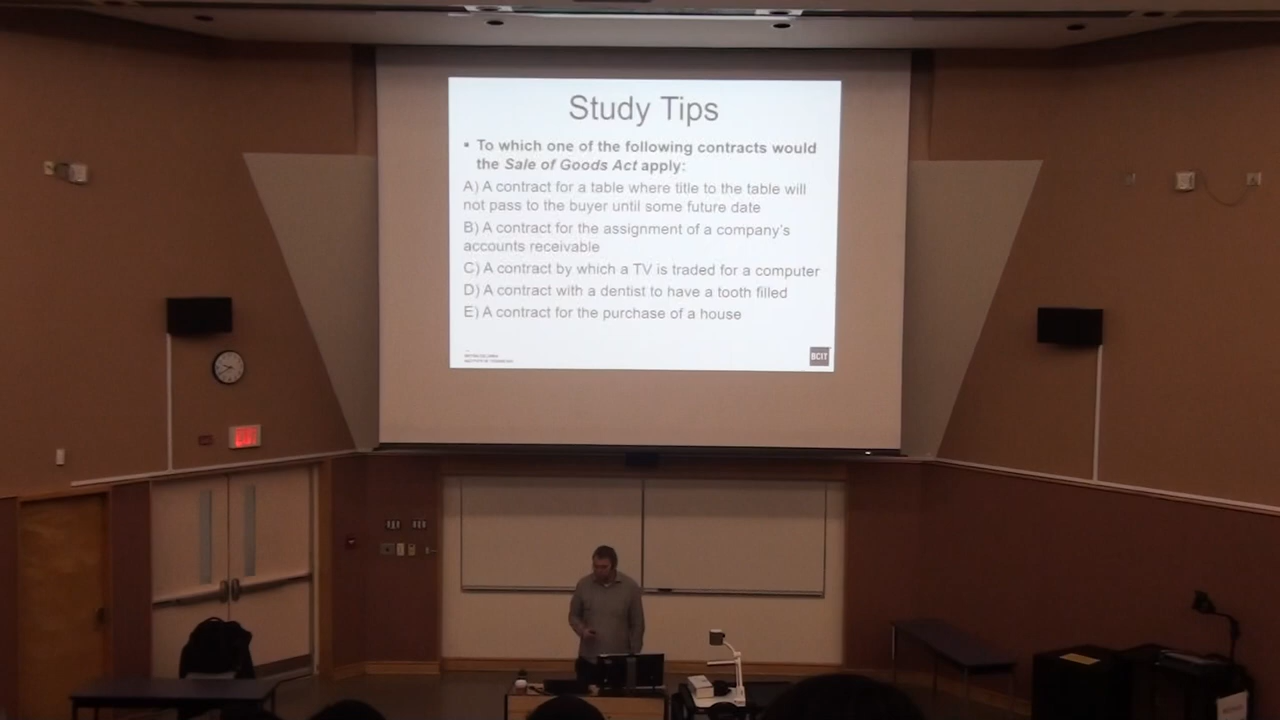 Study Tips
▪ To which one of the following contracts would
the Sale of Goods Act apply:
A) A contract for a table where title to the table will
not pass to the buyer until some future date
B) A contract for the assignment of a company's
accounts receivable
C) A contract by which a TV is traded for a computer
D) A contract with a dentist to have a tooth filled
E) A contract for the purchase of a house
BCIT